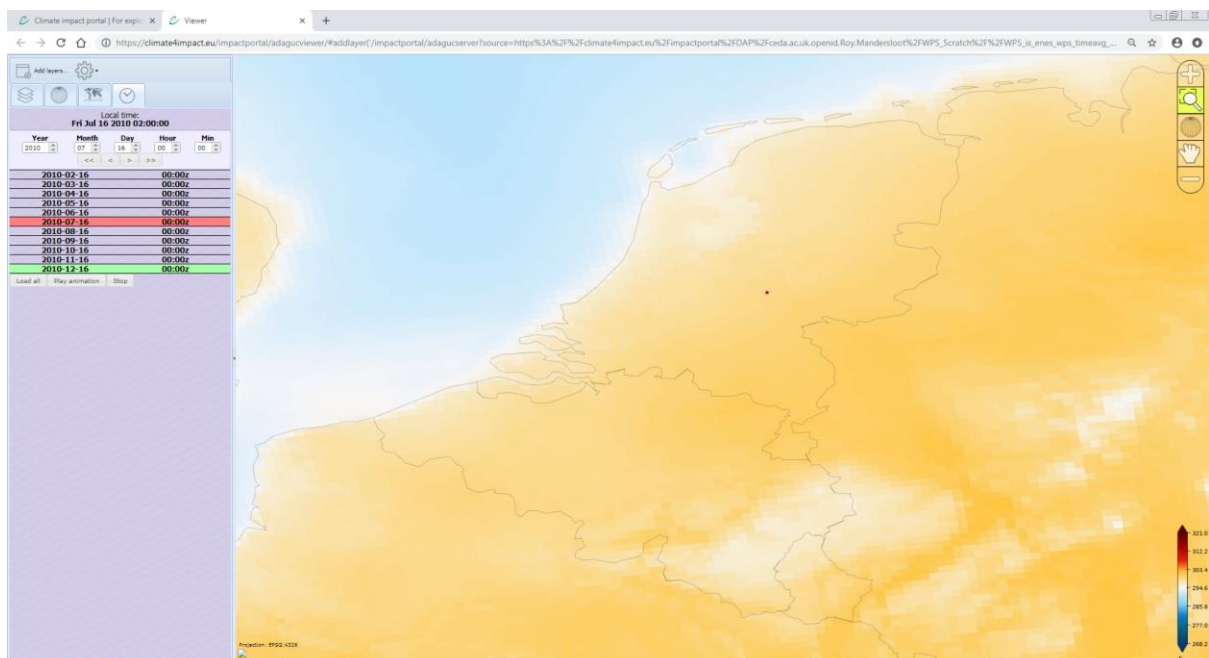 Climate impact portal | For explo × Viewer × +
https://climate4impact.eu/impactportal/adagucviewer/#addlayer('/impactportal/adagucserver?source=https%3A%2F%2Fclimate4impact.eu%2Fimpactportal%2FDAP%2Fceda.ac.uk.openid.Roy.Mandersloot%2FWPS_Scratch%2F%2FWPS_is_enes_wps_timeavg_...
Add layers...
Local time:
Fri Jul 16 2010 02:00:00
Year Month Day Hour Min
2010 07 16 00 00
<< < > >>
2010-02-16 00:00z
2010-03-16 00:00z
2010-04-16 00:00z
2010-05-16 00:00z
2010-06-16 00:00z
2010-07-16 00:00z
2010-08-16 00:00z
2010-09-16 00:00z
2010-10-16 00:00z
2010-11-16 00:00z
2010-12-16 00:00z
Load all Play animation Stop
321.0
312.2
303.4
294.6
285.8
277.0
268.2
Projection: EPSG:4326